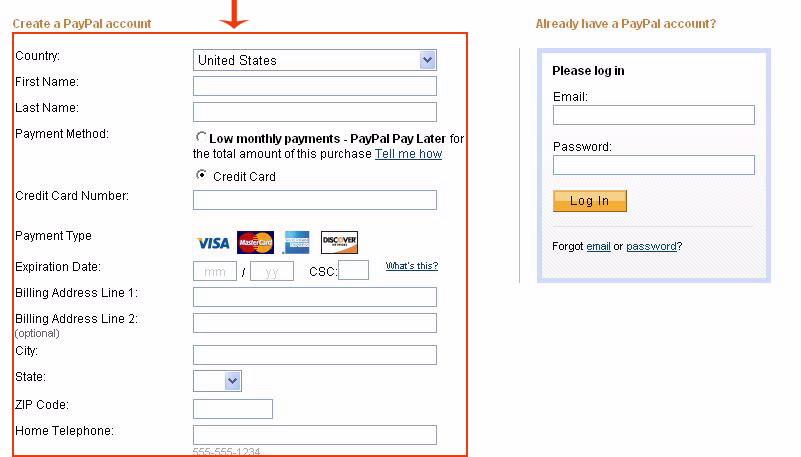 Create a PayPal account
Country:
United States
First Name:
Last Name:
Payment Method:
Low monthly payments - PayPal Pay Later for
the total amount of this purchase Tell me how
Credit Card
Credit Card Number:
Payment Type
VISA MasterCard DISCOVER
Expiration Date:
mm / yy CSC: What's this?
Billing Address Line 1:
Billing Address Line 2:
(optional)
City:
State:
ZIP Code:
Home Telephone:
555-555-1234
Already have a PayPal account?
Please log in
Email:
Password:
Log In
Forgot email or password?